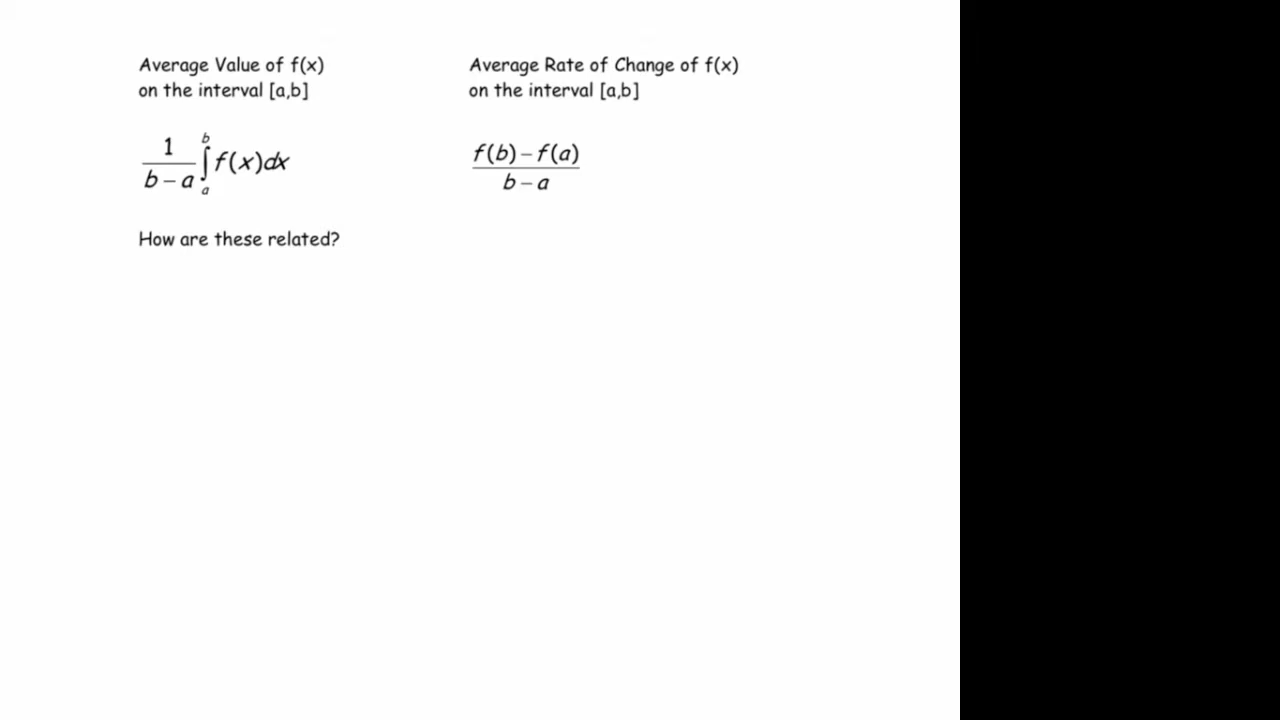 Average Value of f(x)
on the interval [a,b]
1/(b – a) ∫_a^b f(x)dx
Average Rate of Change of f(x)
on the interval [a,b]
(f(b) – f(a))/(b – a)
How are these related?